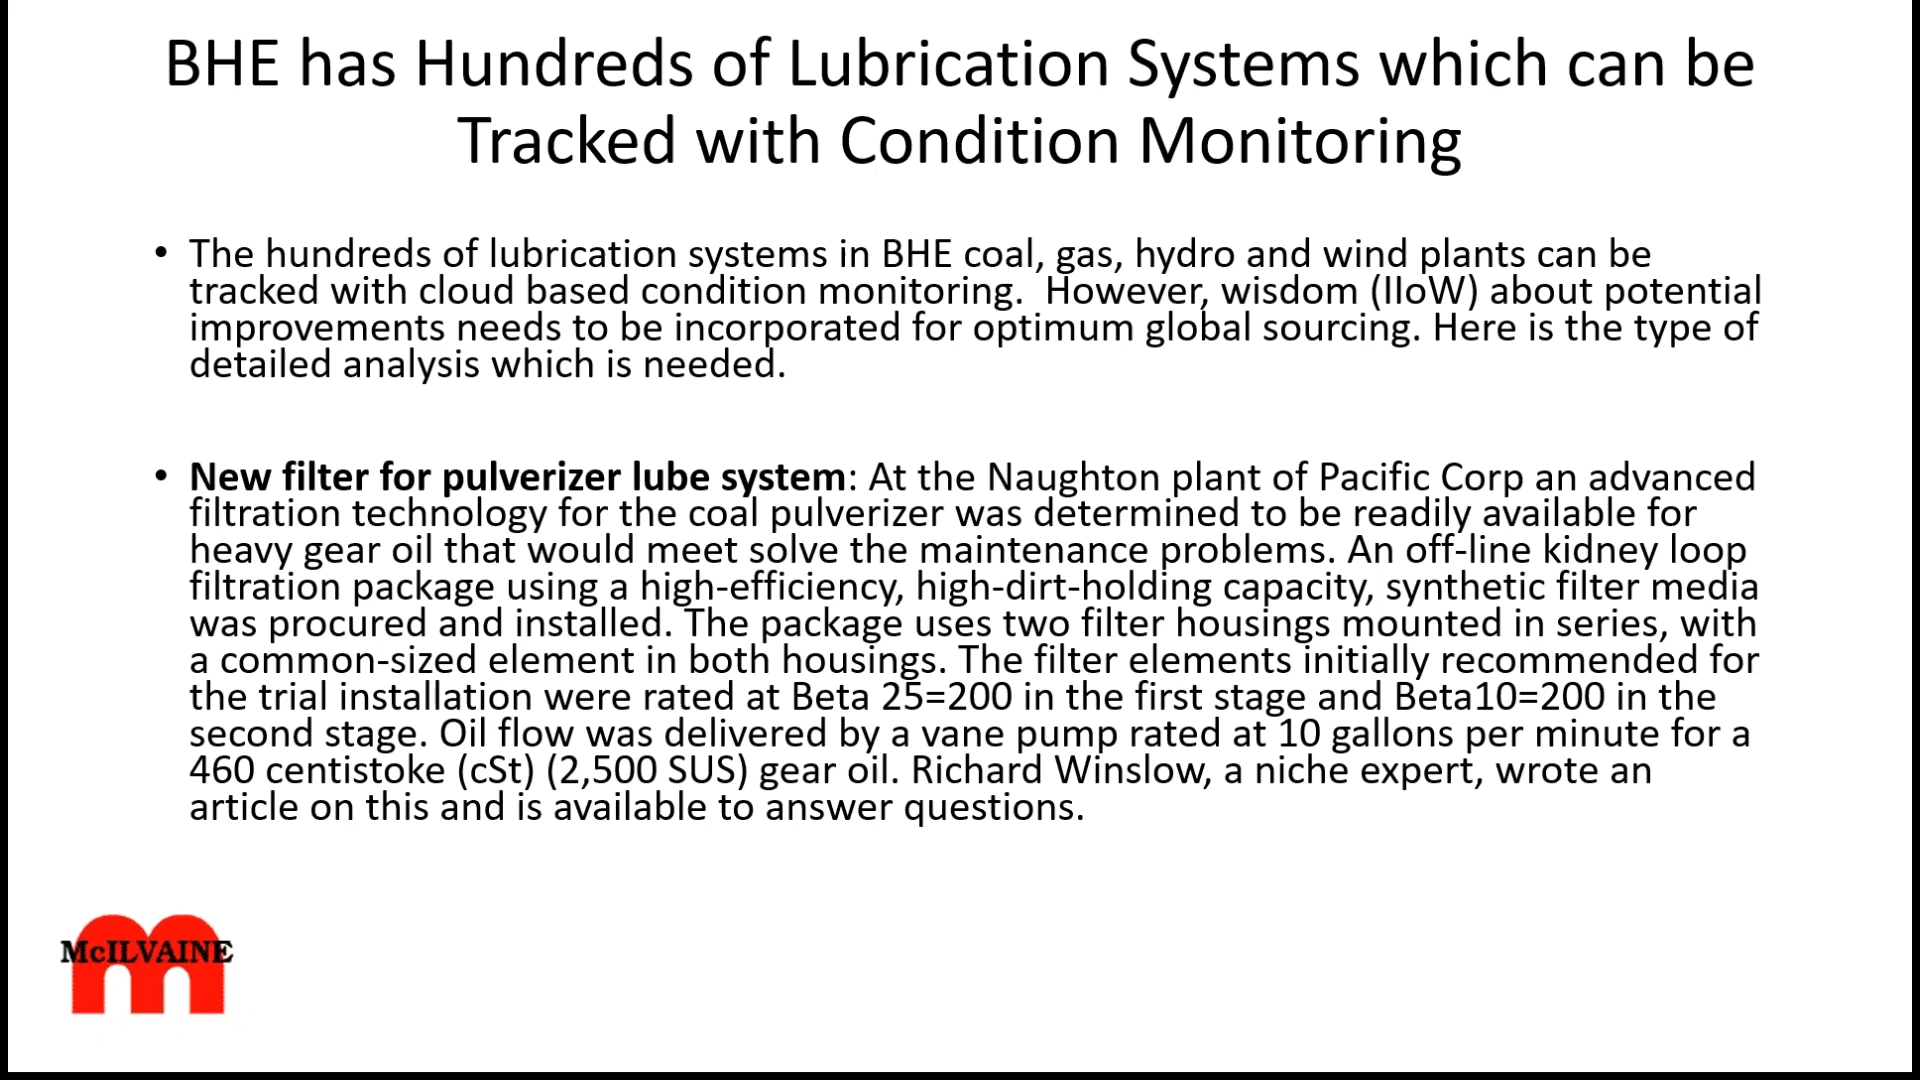 BHE has Hundreds of Lubrication Systems which can be
Tracked with Condition Monitoring
• The hundreds of lubrication systems in BHE coal, gas, hydro and wind plants can be
tracked with cloud based condition monitoring.  However, wisdom (IIoW) about potential
improvements needs to be incorporated for optimum global sourcing. Here is the type of
detailed analysis which is needed.
• New filter for pulverizer lube system: At the Naughton plant of Pacific Corp an advanced
filtration technology for the coal pulverizer was determined to be readily available for
heavy gear oil that would meet solve the maintenance problems. An off-line kidney loop
filtration package using a high-efficiency, high-dirt-holding capacity, synthetic filter media
was procured and installed. The package uses two filter housings mounted in series, with
a common-sized element in both housings. The filter elements initially recommended for
the trial installation were rated at Beta 25=200 in the first stage and Beta10=200 in the
second stage. Oil flow was delivered by a vane pump rated at 10 gallons per minute for a
460 centistoke (cSt) (2,500 SUS) gear oil. Richard Winslow, a niche expert, wrote an
article on this and is available to answer questions.
McILVAINE